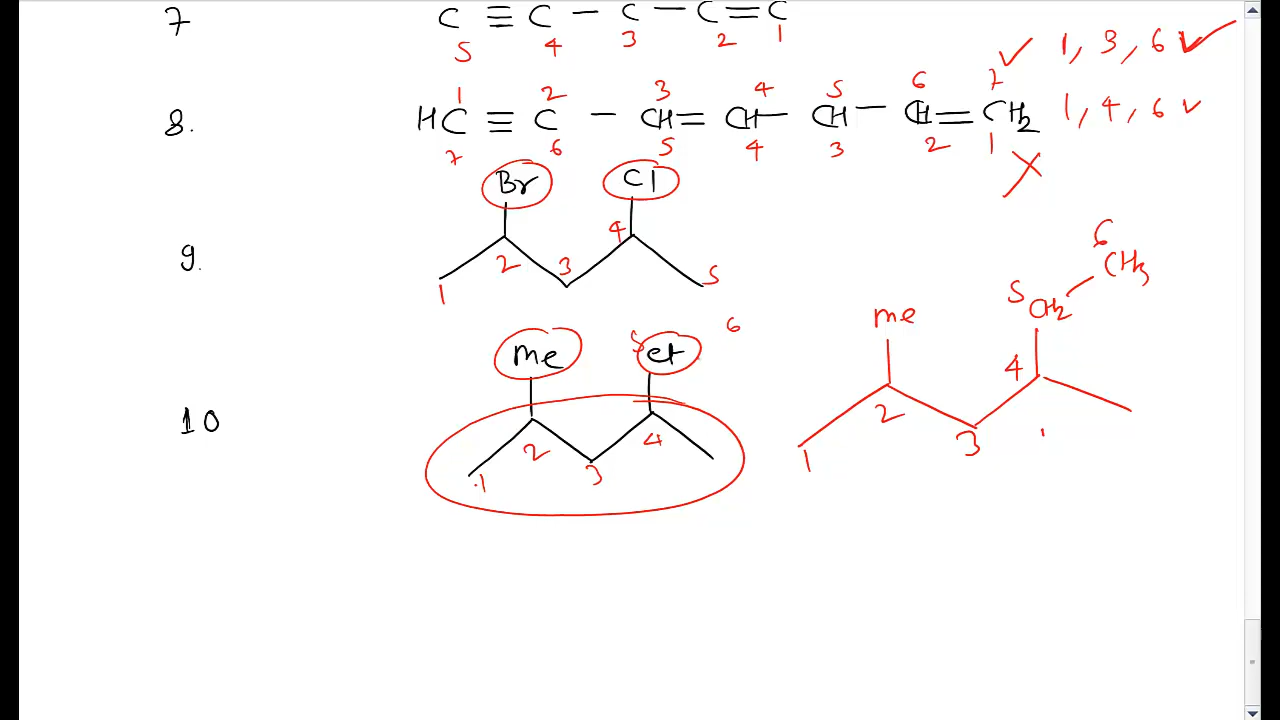 7 C ≡ C — C — C = C
5 4 3 2 1
✓ 1, 3, 6 ✓
1 2 3 4 5 6 7
8. HC ≡ C — CH = CH — CH — CH = CH2 1, 4, 6 ✓
7 6 5 4 3 2 1
Br Cl
9. 1 2 3 4 5
Me 5 et 6
10 1 2 3 4
me 5 CH2 CH3 6
1 2 3 4